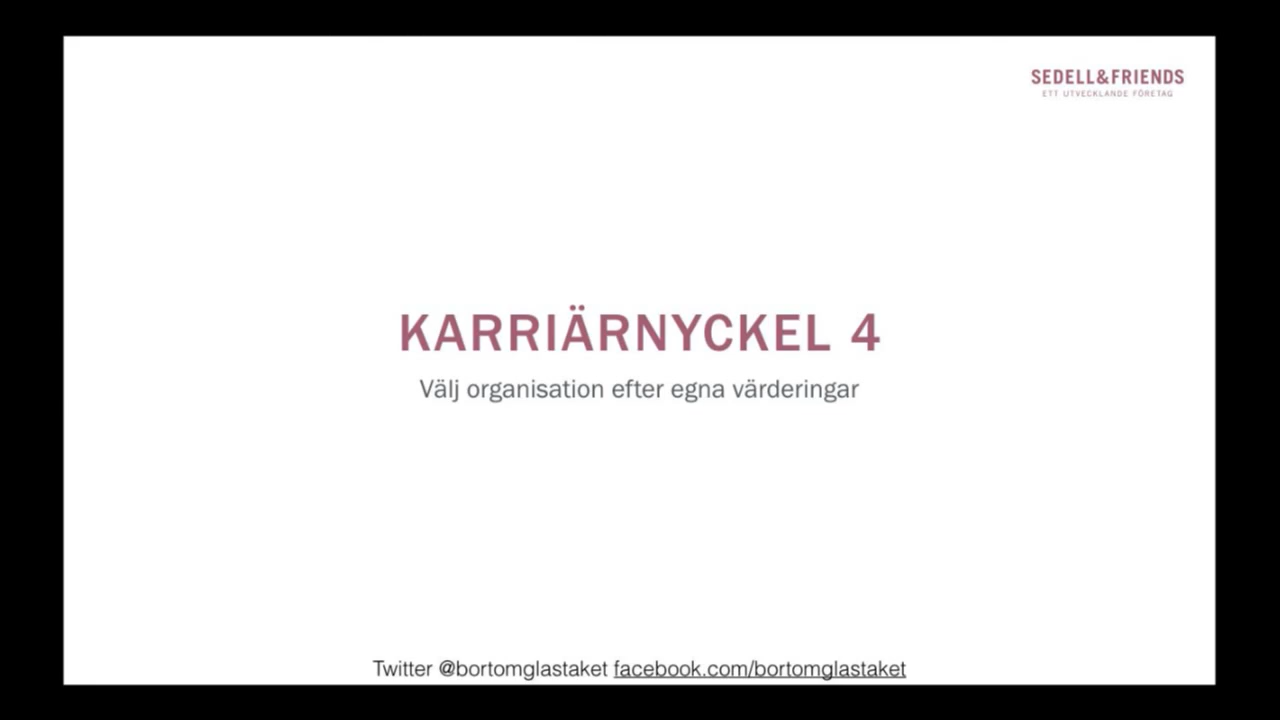 SEDELL&FRIENDS
ETT UTVECKLANDE FÖRETAG
KARRIÄRNYCKEL 4
Välj organisation efter egna värderingar
Twitter @bortomglastaket facebook.com/bortomglastaket